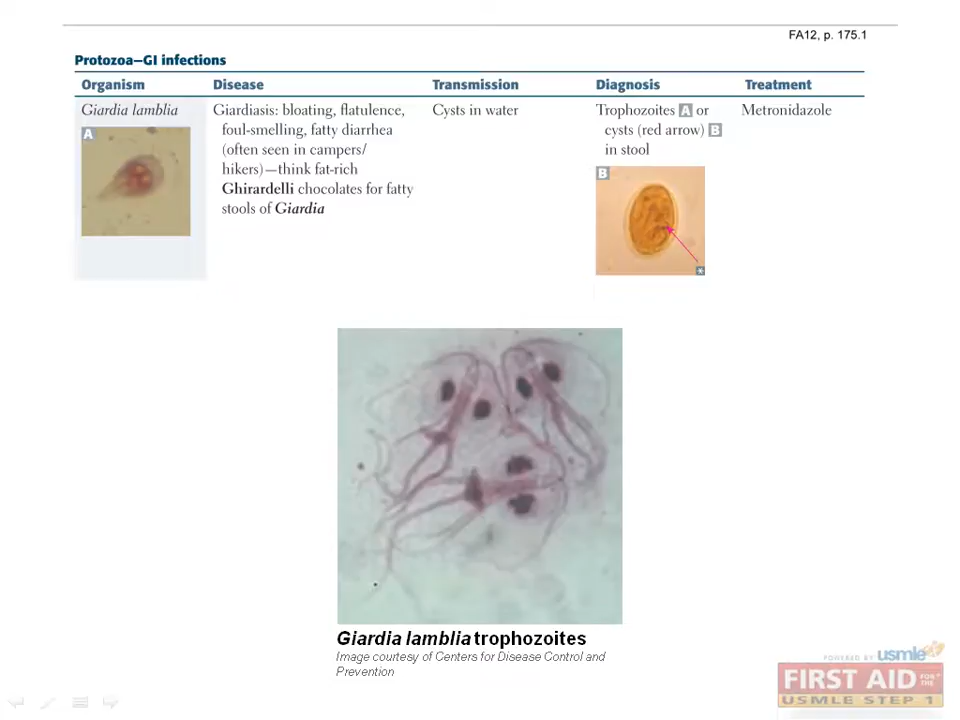 FA12, p. 175.1
Protozoa—GI infections
Organism Disease Transmission Diagnosis Treatment
Giardia lamblia Giardiasis: bloating, flatulence, Cysts in water Trophozoites A or Metronidazole
foul-smelling, fatty diarrhea cysts (red arrow) B
(often seen in campers/ in stool
hikers)—think fat-rich
Ghirardelli chocolates for fatty
stools of Giardia
A
B
*
Giardia lamblia trophozoites
Image courtesy of Centers for Disease Control and
Prevention
POWERED BY usmle
FIRST AID FOR THE
USMLE STEP 1